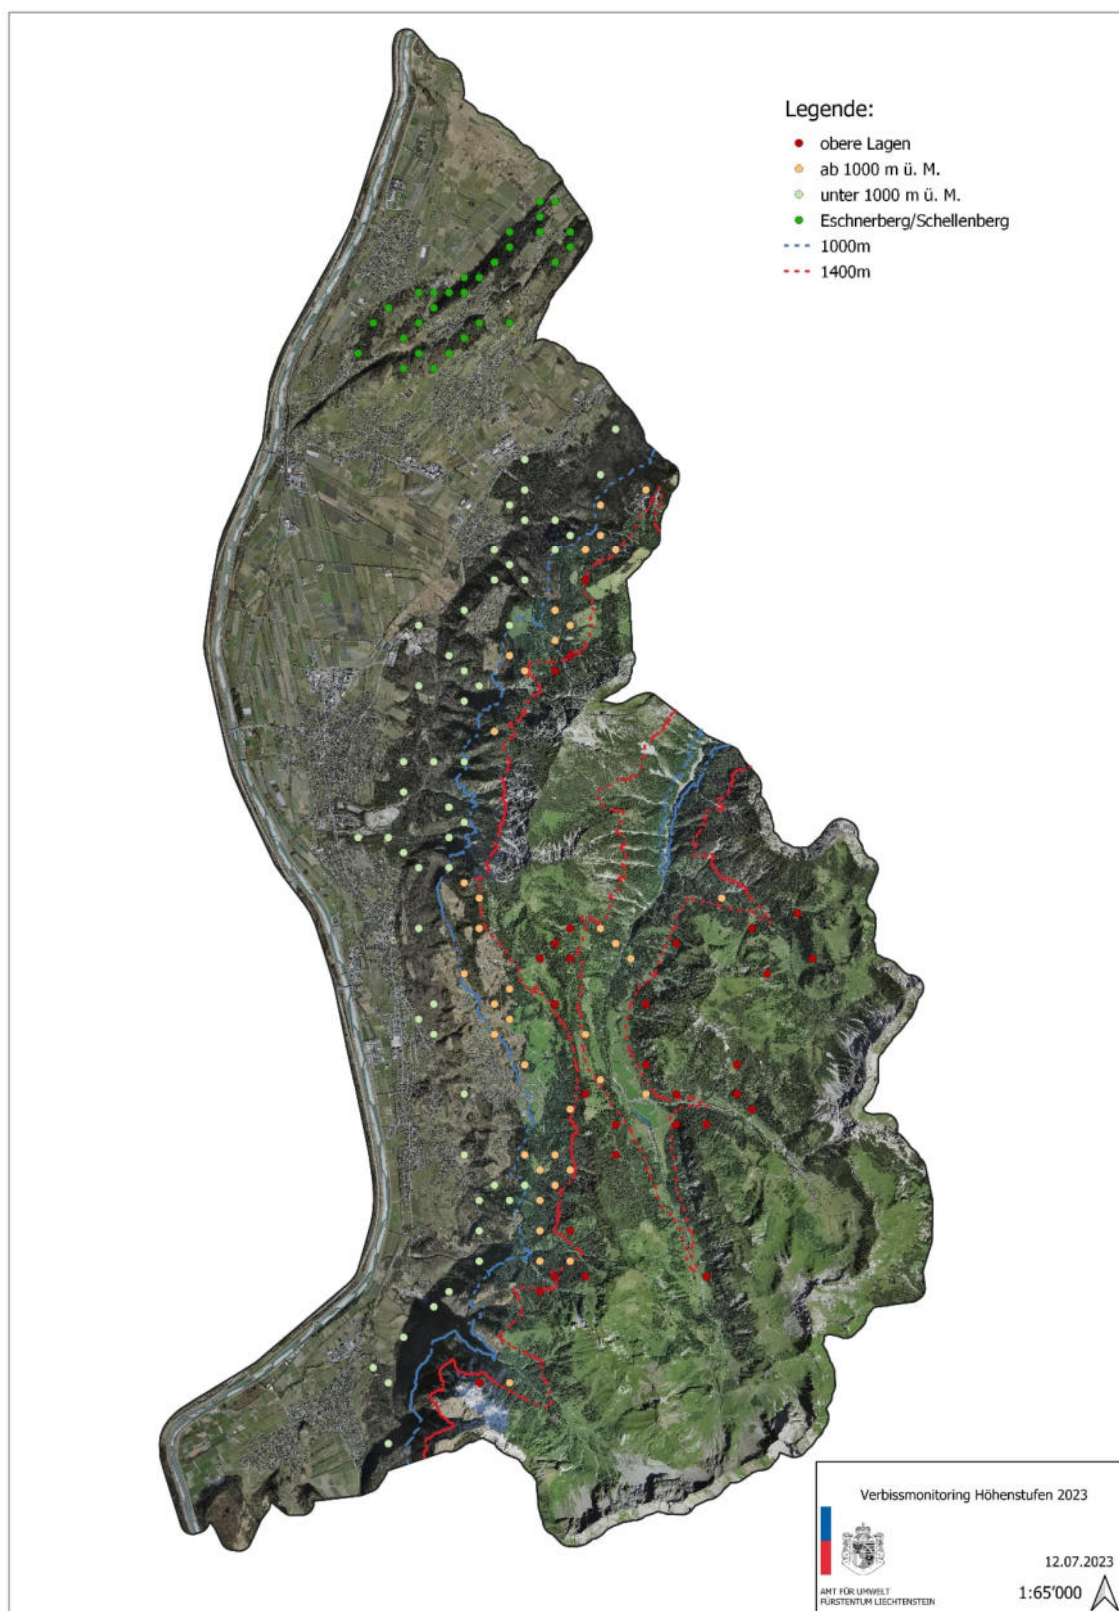 Legende:
obere Lagen
ab 1000 m ü. M.
unter 1000 m ü. M.
Eschnerberg/Schellenberg
1000m
1400m
Verbissmonitoring Höhenstufen 2023
12.07.2023
AMT FÜR UMWELT
FÜRSTENTUM LIECHTENSTEIN
1:65'000